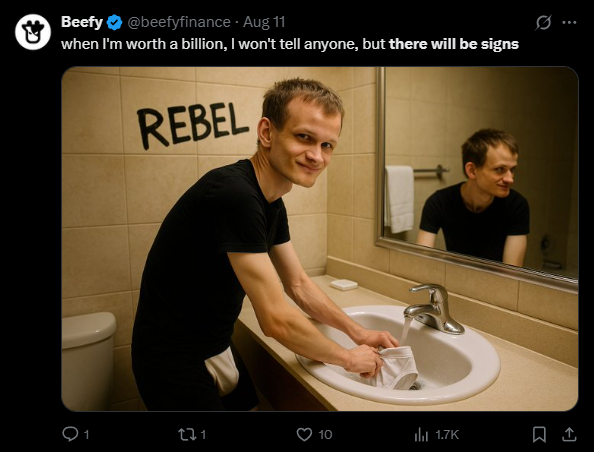 Beefy @beefyfinance · Aug 11
when I'm worth a billion, I won't tell anyone, but there will be signs
REBEL
1 1 10 1.7K